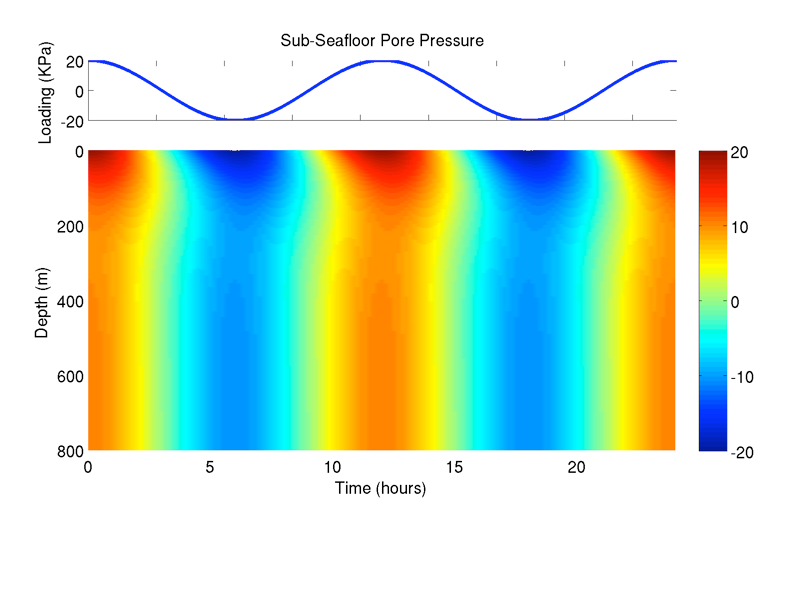 Sub-Seafloor Pore Pressure
Loading (KPa)
20
0
-20
Depth (m)
0
200
400
600
800
0 5 10 15 20
Time (hours)
20
10
0
-10
-20